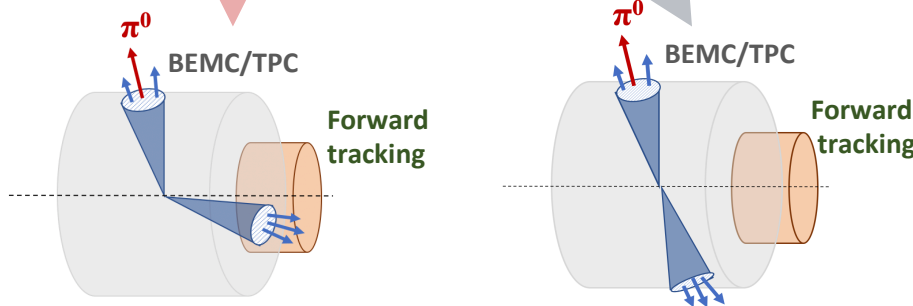 π⁰
BEMC/TPC
Forward
tracking
π⁰
BEMC/TPC
Forward
tracking